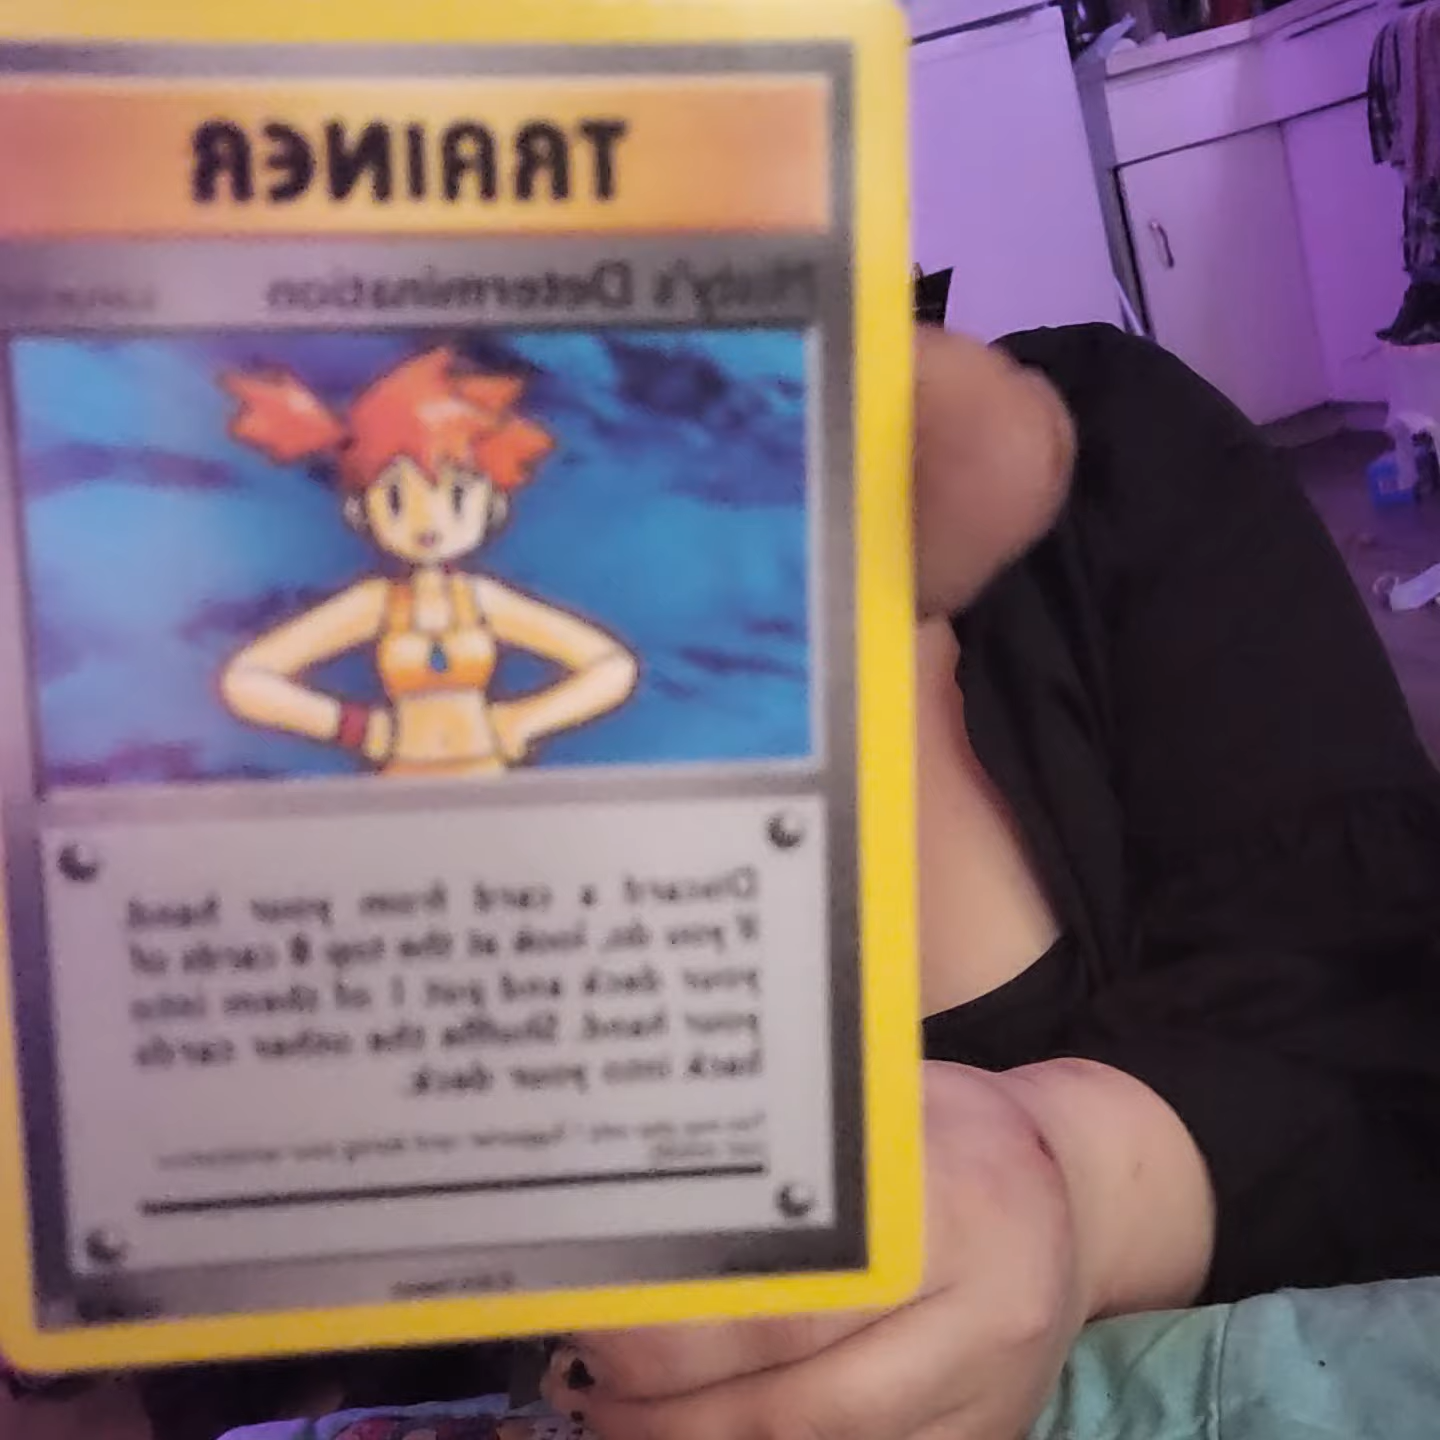 TRAINER
Misty's Determination
Discard a card from your hand
If you do, look at the top 8 cards of
your deck and put 1 of them into
your hand. Shuffle the other cards
back into your deck.